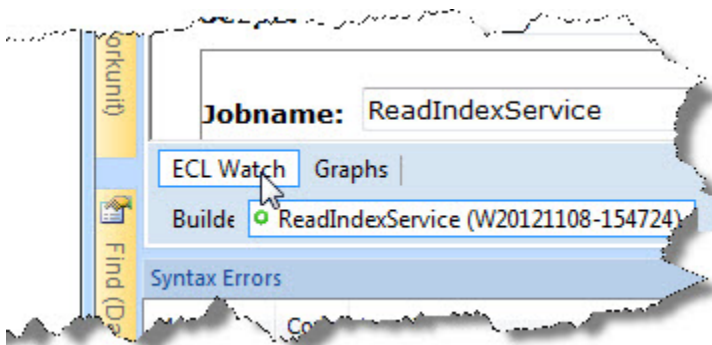 orkunit)
Jobname: ReadIndexService
ECL Watch Graphs
Builde ReadIndexService (W20121108-154724)
Find (Da
Syntax Errors
Co